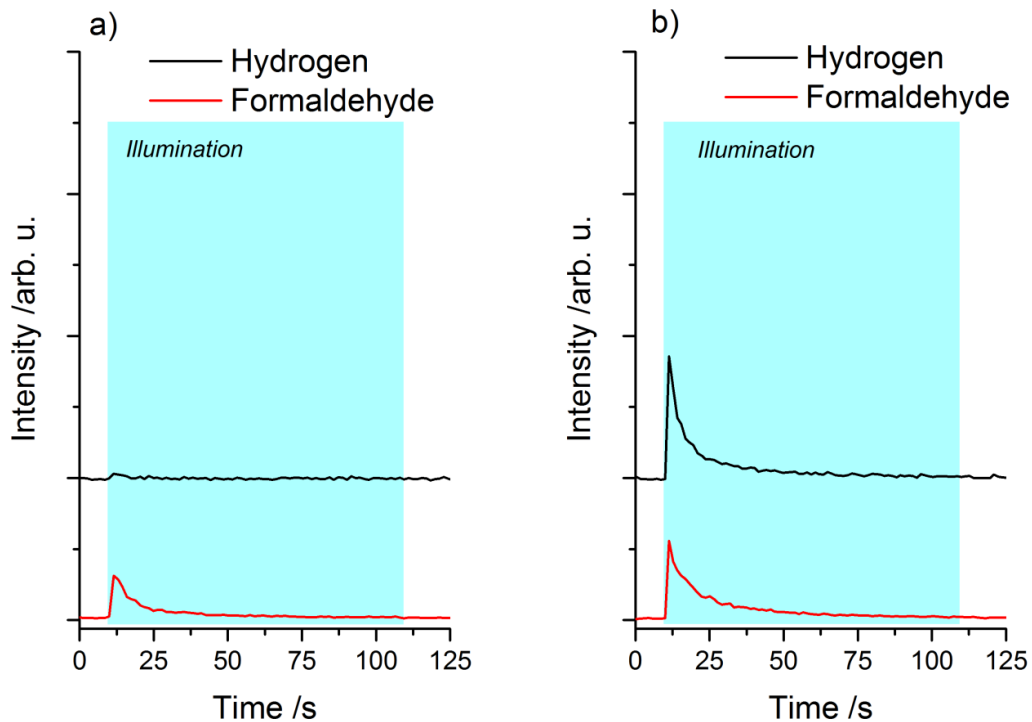 a)
Hydrogen
Formaldehyde
Illumination
Intensity /arb. u.
0 25 50 75 100 125
Time /s
b)
Hydrogen
Formaldehyde
Illumination
Intensity /arb. u.
0 25 50 75 100 125
Time /s